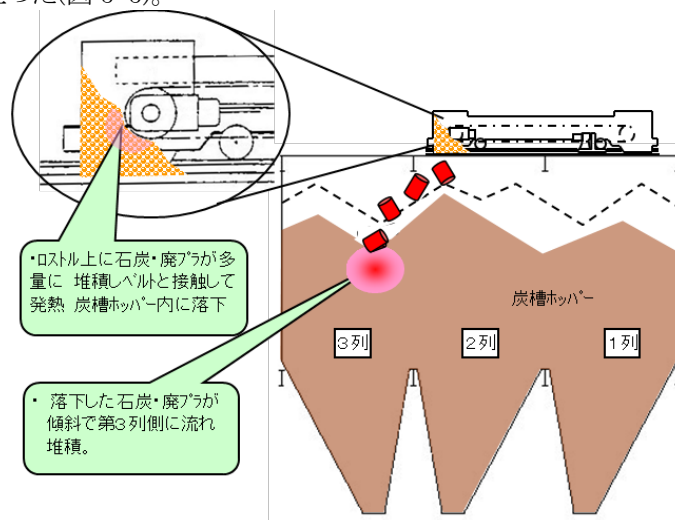 ・ロストル上に石炭・廃プラが多
量に 堆積しベルトと接触して
発熱 炭槽ホッパー内に落下
炭槽ホッパー
3列
2列
1列
・ 落下した石炭・廃プラが
傾斜で第3列側に流れ
堆積。